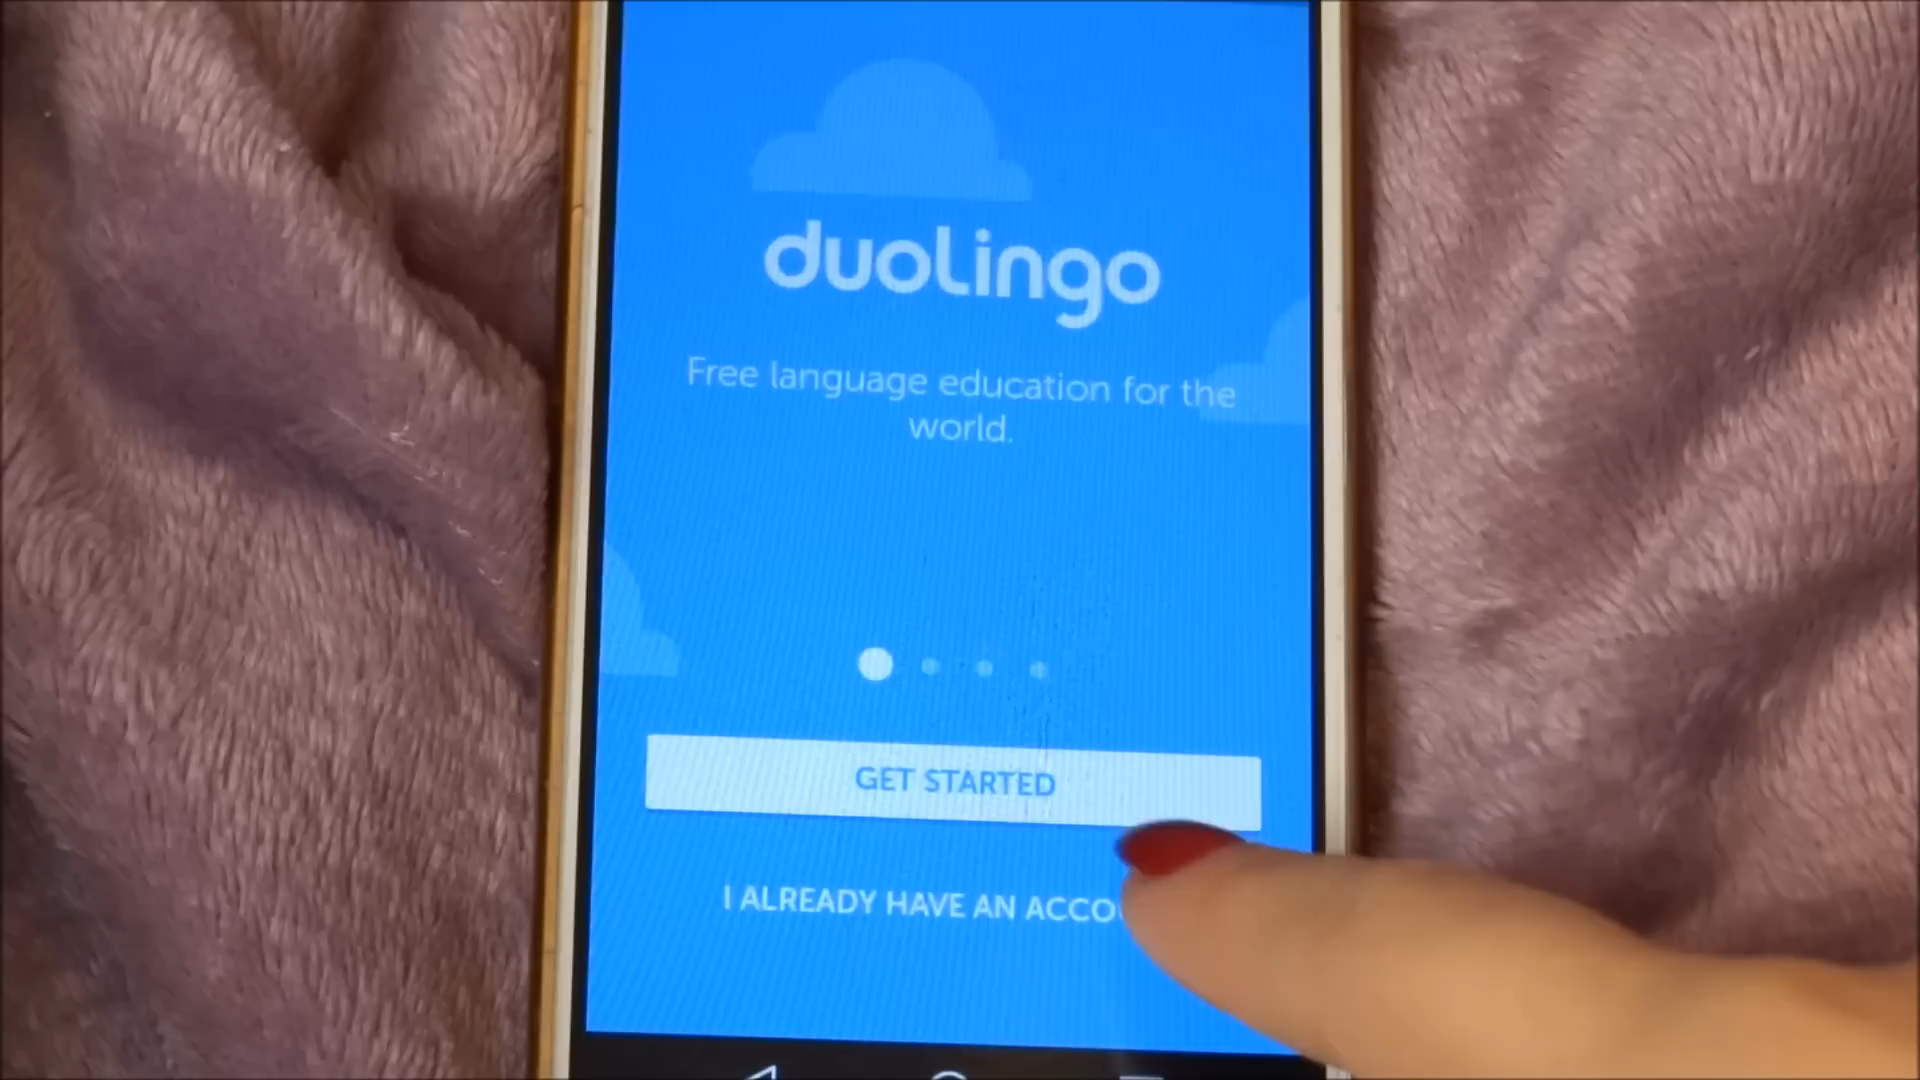 duolingo
Free language education for the
world.
GET STARTED
I ALREADY HAVE AN